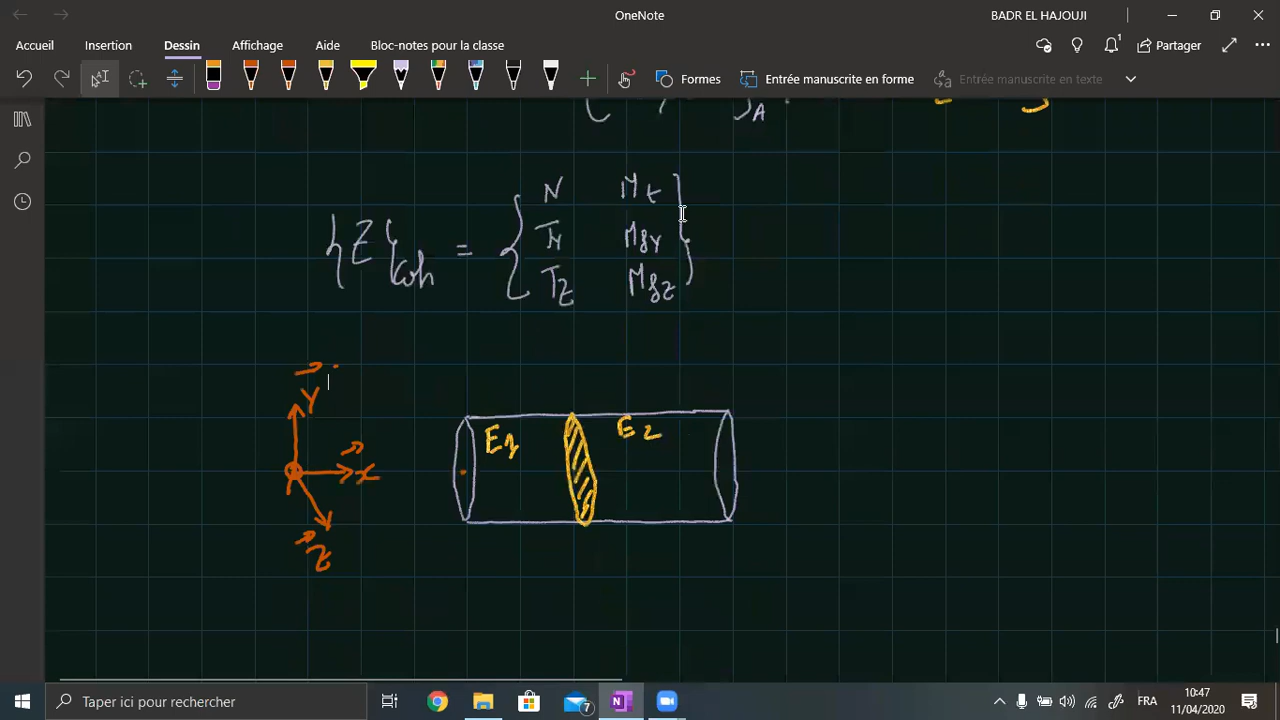 OneNote
BADR EL HAJOUJI
Accueil Insertion Dessin Affichage Aide Bloc-notes pour la classe
Partager
Formes Entrée manuscrite en forme Entrée manuscrite en texte
A
N Mt
{Z}coh = { Ty Mfy }
Tz Mfz
Y
E1 E2
x
z
Taper ici pour rechercher
7
FRA
10:47
11/04/2020